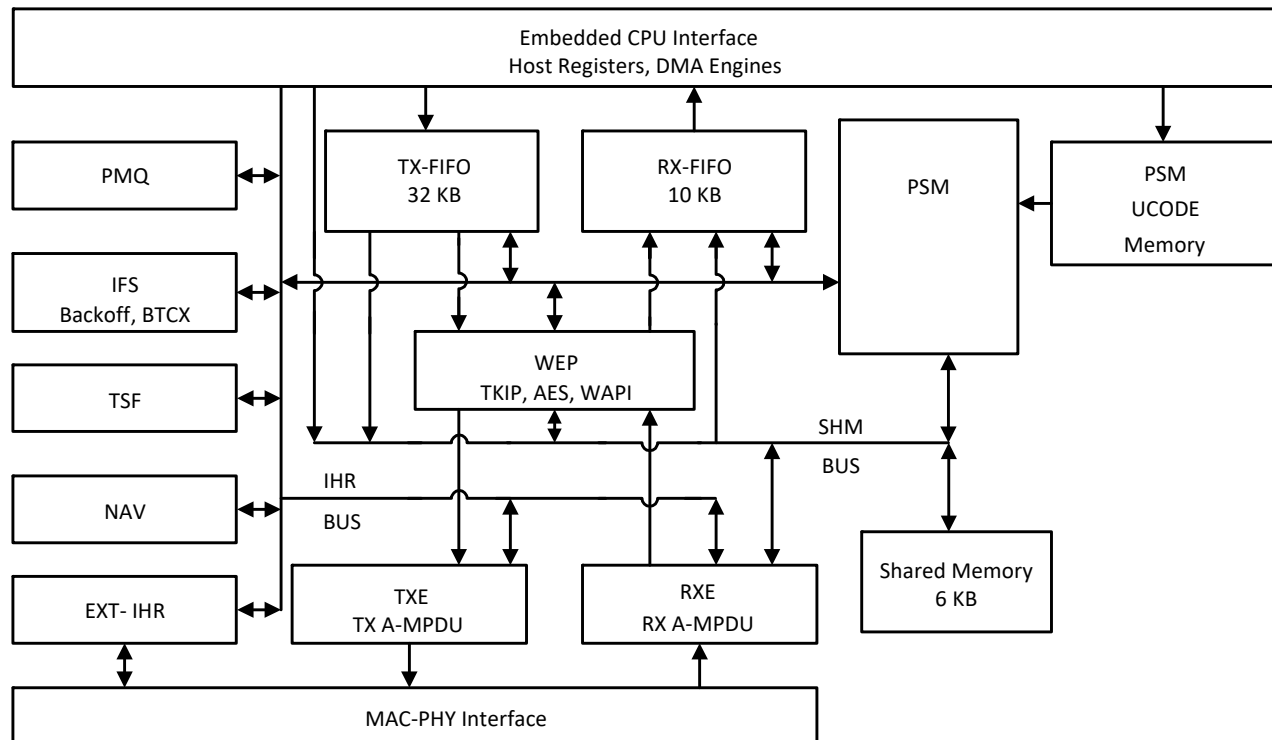 Embedded CPU Interface
Host Registers, DMA Engines
PMQ
TX-FIFO
32 KB
RX-FIFO
10 KB
PSM
PSM
UCODE
Memory
IFS
Backoff, BTCX
WEP
TKIP, AES, WAPI
TSF
SHM
BUS
IHR
BUS
NAV
Shared Memory
6 KB
EXT- IHR
TXE
TX A-MPDU
RXE
RX A-MPDU
MAC-PHY Interface